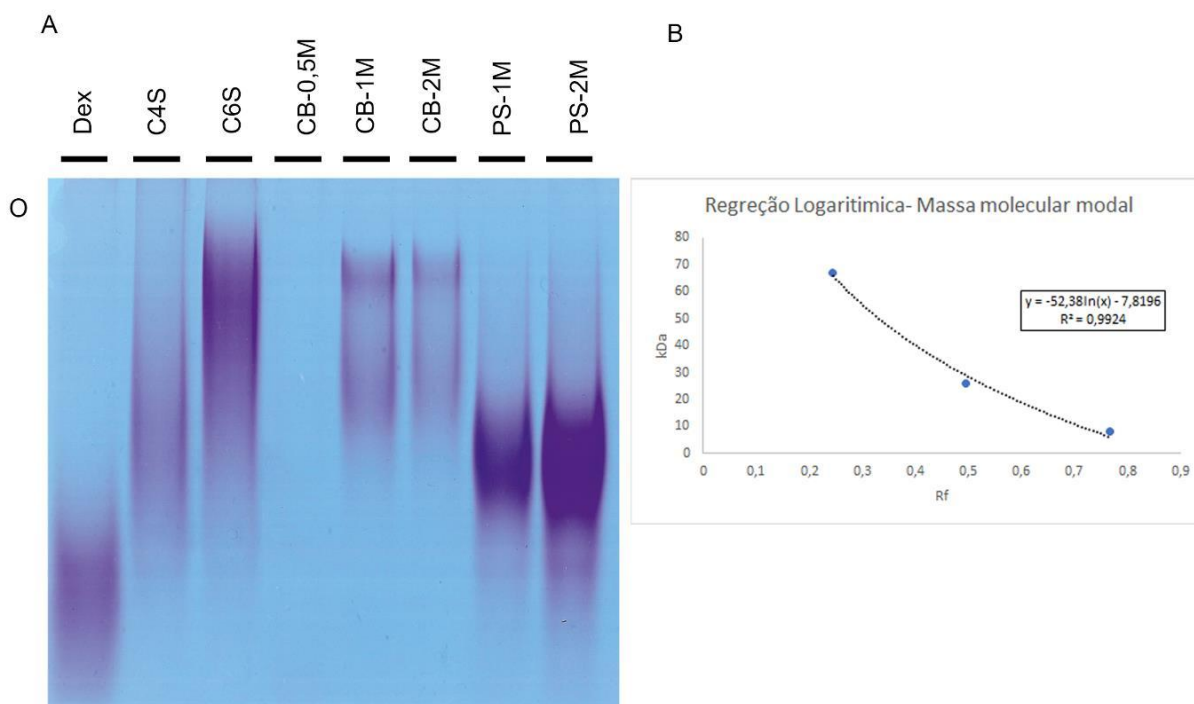 A
B
Dex
C4S
C6S
CB-0,5M
CB-1M
CB-2M
PS-1M
PS-2M
O
Regreção Logaritimica- Massa molecular modal
80
70
60
50
40
30
20
10
0
kDa
y = -52,38ln(x) - 7,8196
R² = 0,9924
0 0,1 0,2 0,3 0,4 0,5 0,6 0,7 0,8 0,9
Rf